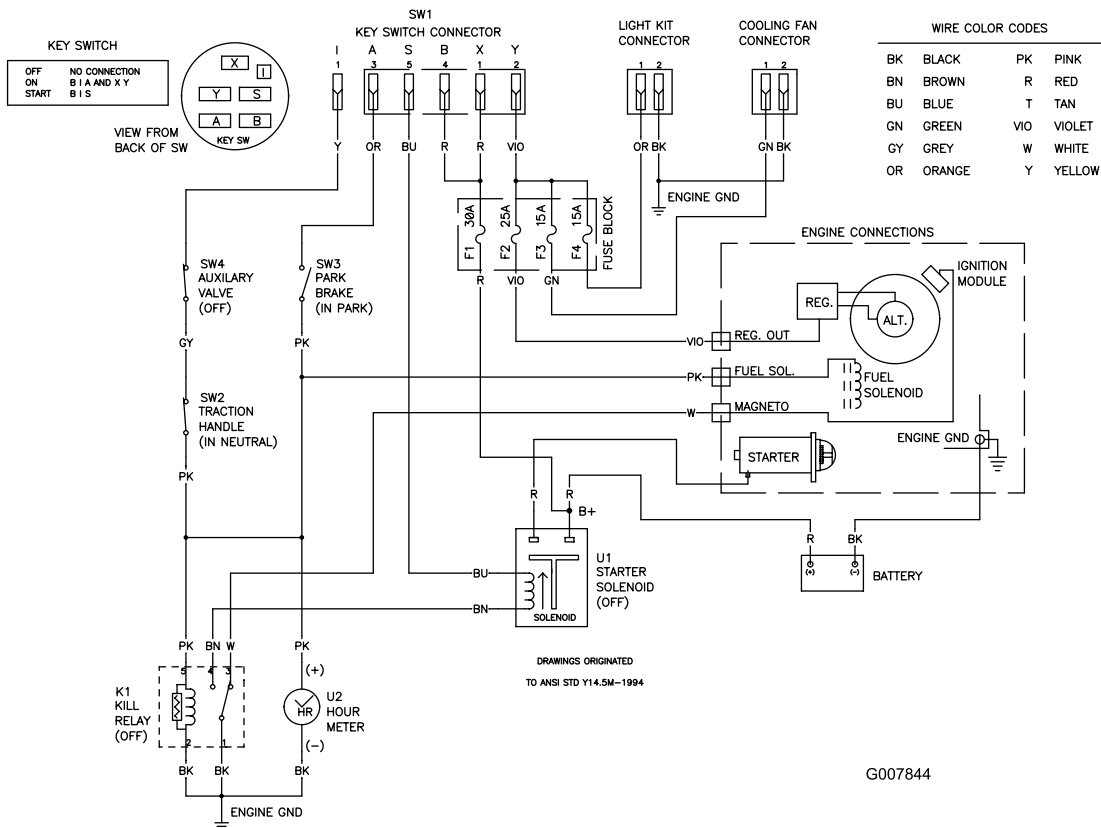 KEY SWITCH
OFF NO CONNECTION
ON B I A AND X Y
START B I S
X
I
Y
S
A
B
KEY SW
VIEW FROM
BACK OF SW
SW1
KEY SWITCH CONNECTOR
I A S B X Y
1 3 5 4 1 2
Y OR BU R R VIO
LIGHT KIT
CONNECTOR
1 2
OR BK
COOLING FAN
CONNECTOR
1 2
GN BK
ENGINE GND
WIRE COLOR CODES
BK BLACK PK PINK
BN BROWN R RED
BU BLUE T TAN
GN GREEN VIO VIOLET
GY GREY W WHITE
OR ORANGE Y YELLOW
F1 30A
F2 25A
F3 15A
F4 15A
FUSE BLOCK
R VIO GN
SW4
AUXILARY
VALVE
(OFF)
GY
SW3
PARK
BRAKE
(IN PARK)
PK
SW2
TRACTION
HANDLE
(IN NEUTRAL)
PK
ENGINE CONNECTIONS
IGNITION
MODULE
REG.
ALT.
VIO REG. OUT
PK FUEL SOL.
FUEL
SOLENOID
W MAGNETO
ENGINE GND
STARTER
R R
B+
U1
STARTER
SOLENOID
(OFF)
SOLENOID
BU
BN
R BK
(+) (-)
BATTERY
PK BN W PK
5 4 3 (+)
K1
KILL
RELAY
(OFF)
HR
U2
HOUR
METER
2 1 (-)
BK BK BK
ENGINE GND
DRAWINGS ORIGINATED
TO ANSI STD Y14.5M-1994
G007844